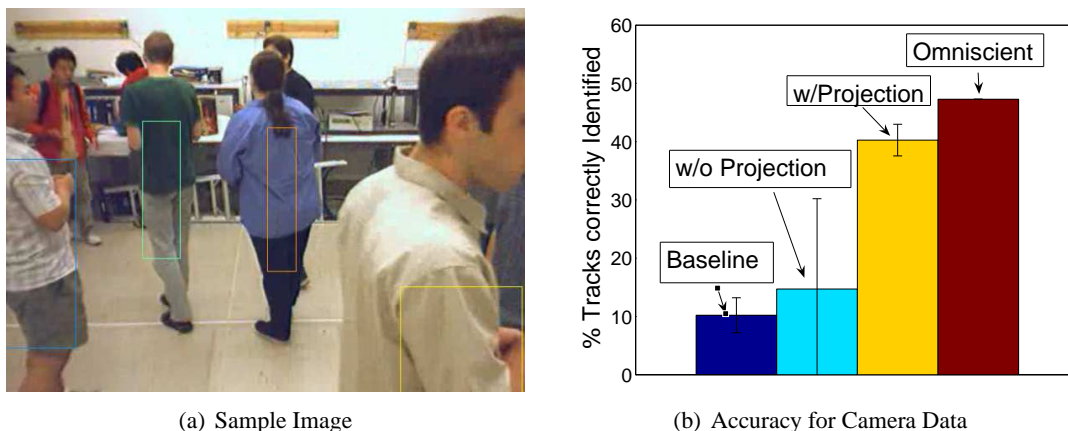 60
50
40
30
20
10
0
% Tracks correctly Identified
Omniscient
w/Projection
w/o Projection
Baseline
(a) Sample Image
(b) Accuracy for Camera Data